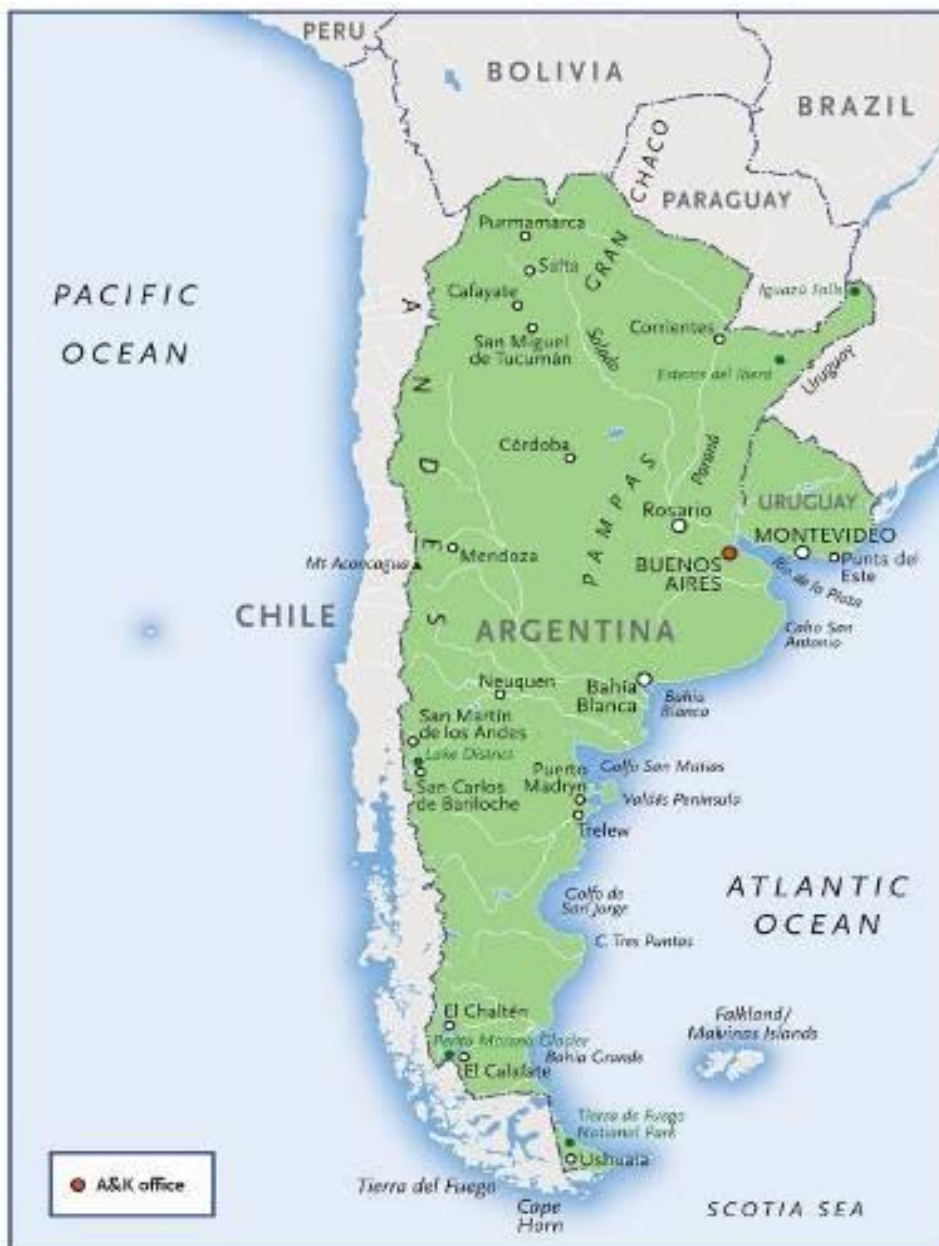 PERU
BOLIVIA
BRAZIL
CHACO
PARAGUAY
Purmamarca
GRAN
Salta
PACIFIC
OCEAN
Cafayate
Iguazú Falls
A N D E S
San Miguel
de Tucumán
Salado
Corrientes
Uruguay
Esteros del Iberá
Córdoba
PAMPAS
Paraná
Rosario
URUGUAY
MONTEVIDEO
Mt Aconcagua
Mendoza
BUENOS
AIRES
Punta del
Este
Río de la Plata
CHILE
ARGENTINA
Cabo San
Antonio
Neuquen
Bahía
Blanca
Bahía
Blanca
San Martín
de los Andes
Lake District
San Carlos
de Bariloche
Puerto
Madryn
Golfo San Matias
Valdés Peninsula
Trelew
ATLANTIC
OCEAN
Golfo de
San Jorge
C. Tres Puntas
El Chaltén
Perito Moreno Glacier
El Calafate
Bahía Grande
Falkland/
Malvinas Islands
Tierra de Fuego
National Park
Ushuaia
A&K office
Tierra del Fuego
Cape
Horn
SCOTIA SEA